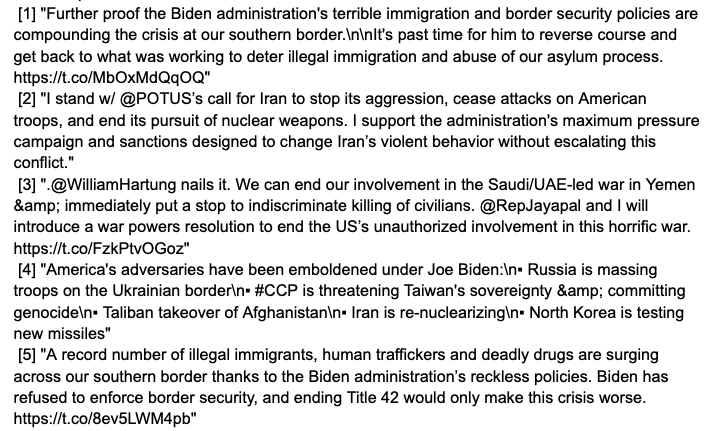 [1] "Further proof the Biden administration's terrible immigration and border security policies are
compounding the crisis at our southern border.\n\nIt's past time for him to reverse course and
get back to what was working to deter illegal immigration and abuse of our asylum process.
https://t.co/MbOxMdQqOQ"
[2] "I stand w/ @POTUS’s call for Iran to stop its aggression, cease attacks on American
troops, and end its pursuit of nuclear weapons. I support the administration's maximum pressure
campaign and sanctions designed to change Iran’s violent behavior without escalating this
conflict."
[3] ".@WilliamHartung nails it. We can end our involvement in the Saudi/UAE-led war in Yemen
&amp; immediately put a stop to indiscriminate killing of civilians. @RepJayapal and I will
introduce a war powers resolution to end the US’s unauthorized involvement in this horrific war.
https://t.co/FzkPtvOGoz"
[4] "America's adversaries have been emboldened under Joe Biden:\n▪ Russia is massing
troops on the Ukrainian border\n▪ #CCP is threatening Taiwan's sovereignty &amp; committing
genocide\n▪ Taliban takeover of Afghanistan\n▪ Iran is re-nuclearizing\n▪ North Korea is testing
new missiles"
[5] "A record number of illegal immigrants, human traffickers and deadly drugs are surging
across our southern border thanks to the Biden administration’s reckless policies. Biden has
refused to enforce border security, and ending Title 42 would only make this crisis worse.
https://t.co/8ev5LWM4pb"